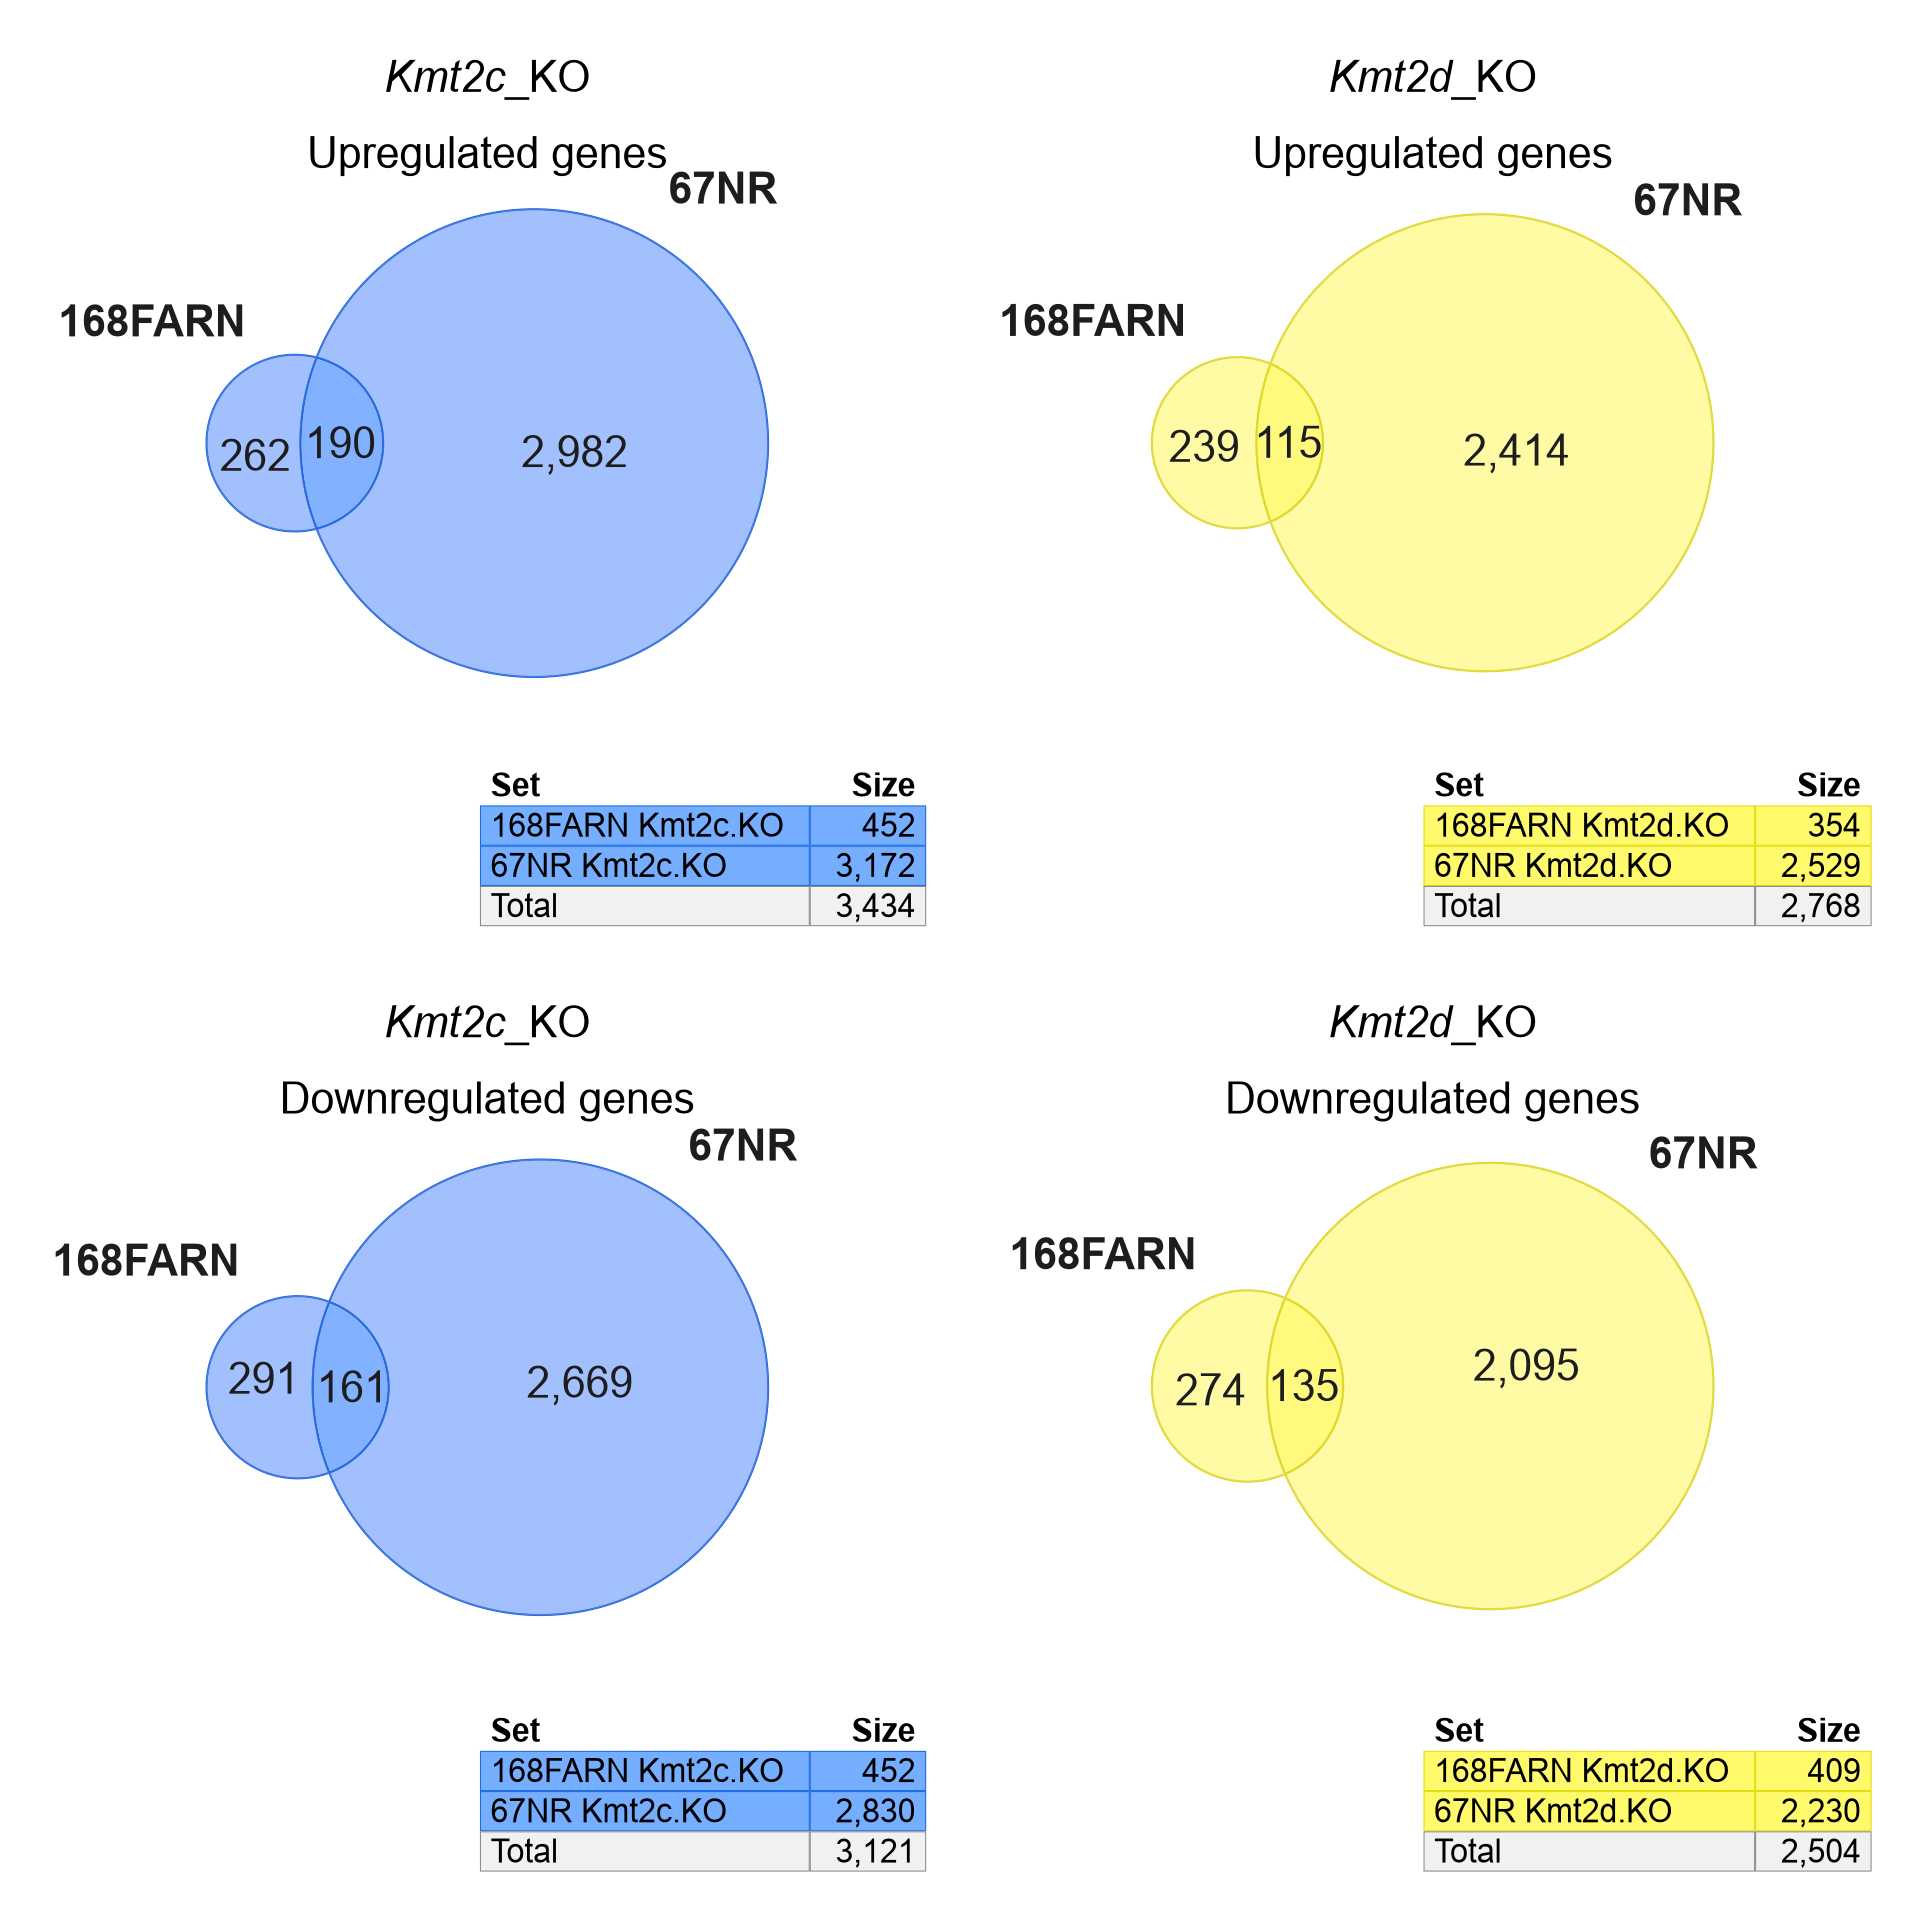 Kmt2c_KO
Upregulated genes
67NR
168FARN
262
190
2,982
Set Size
168FARN Kmt2c.KO 452
67NR Kmt2c.KO 3,172
Total 3,434
Kmt2d_KO
Upregulated genes
67NR
168FARN
239
115
2,414
Set Size
168FARN Kmt2d.KO 354
67NR Kmt2d.KO 2,529
Total 2,768
Kmt2c_KO
Downregulated genes
67NR
168FARN
291
161
2,669
Set Size
168FARN Kmt2c.KO 452
67NR Kmt2c.KO 2,830
Total 3,121
Kmt2d_KO
Downregulated genes
67NR
168FARN
274
135
2,095
Set Size
168FARN Kmt2d.KO 409
67NR Kmt2d.KO 2,230
Total 2,504